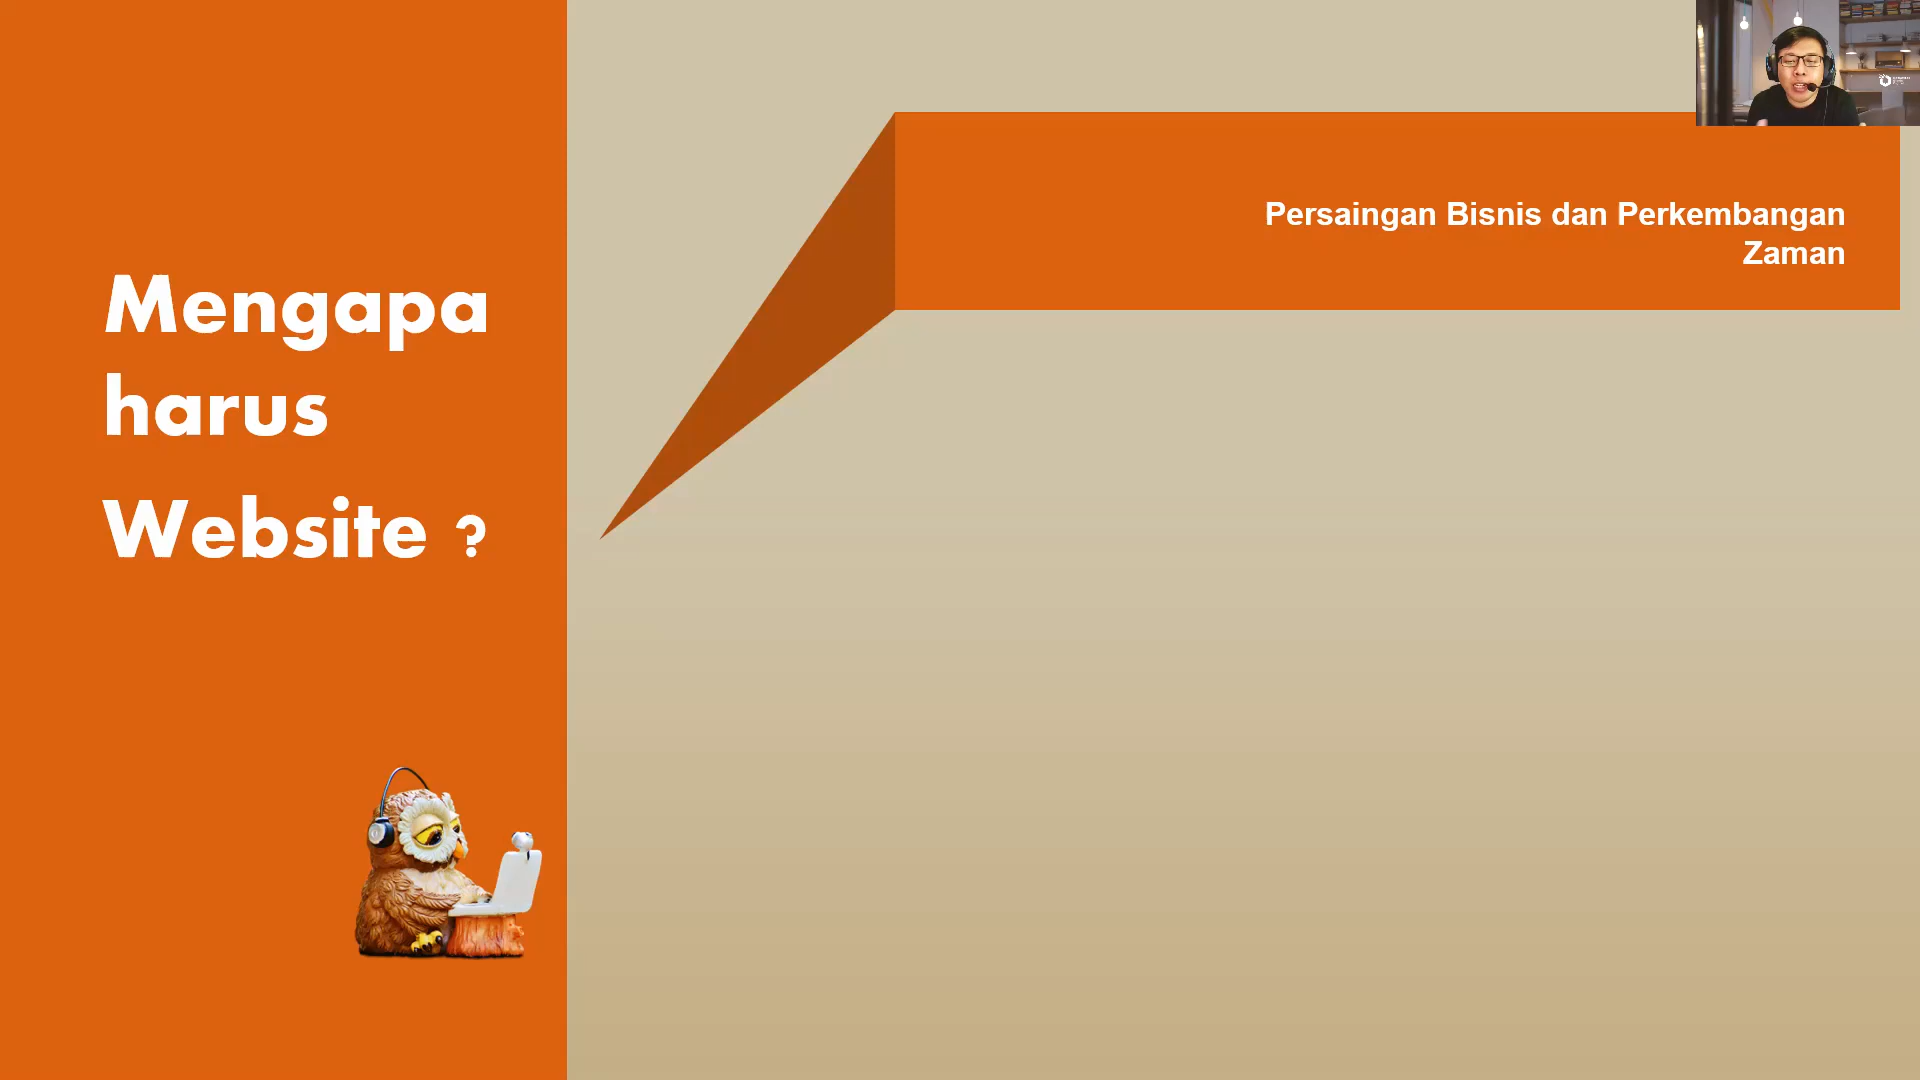 Mengapa
harus
Website ?
Persaingan Bisnis dan Perkembangan
Zaman